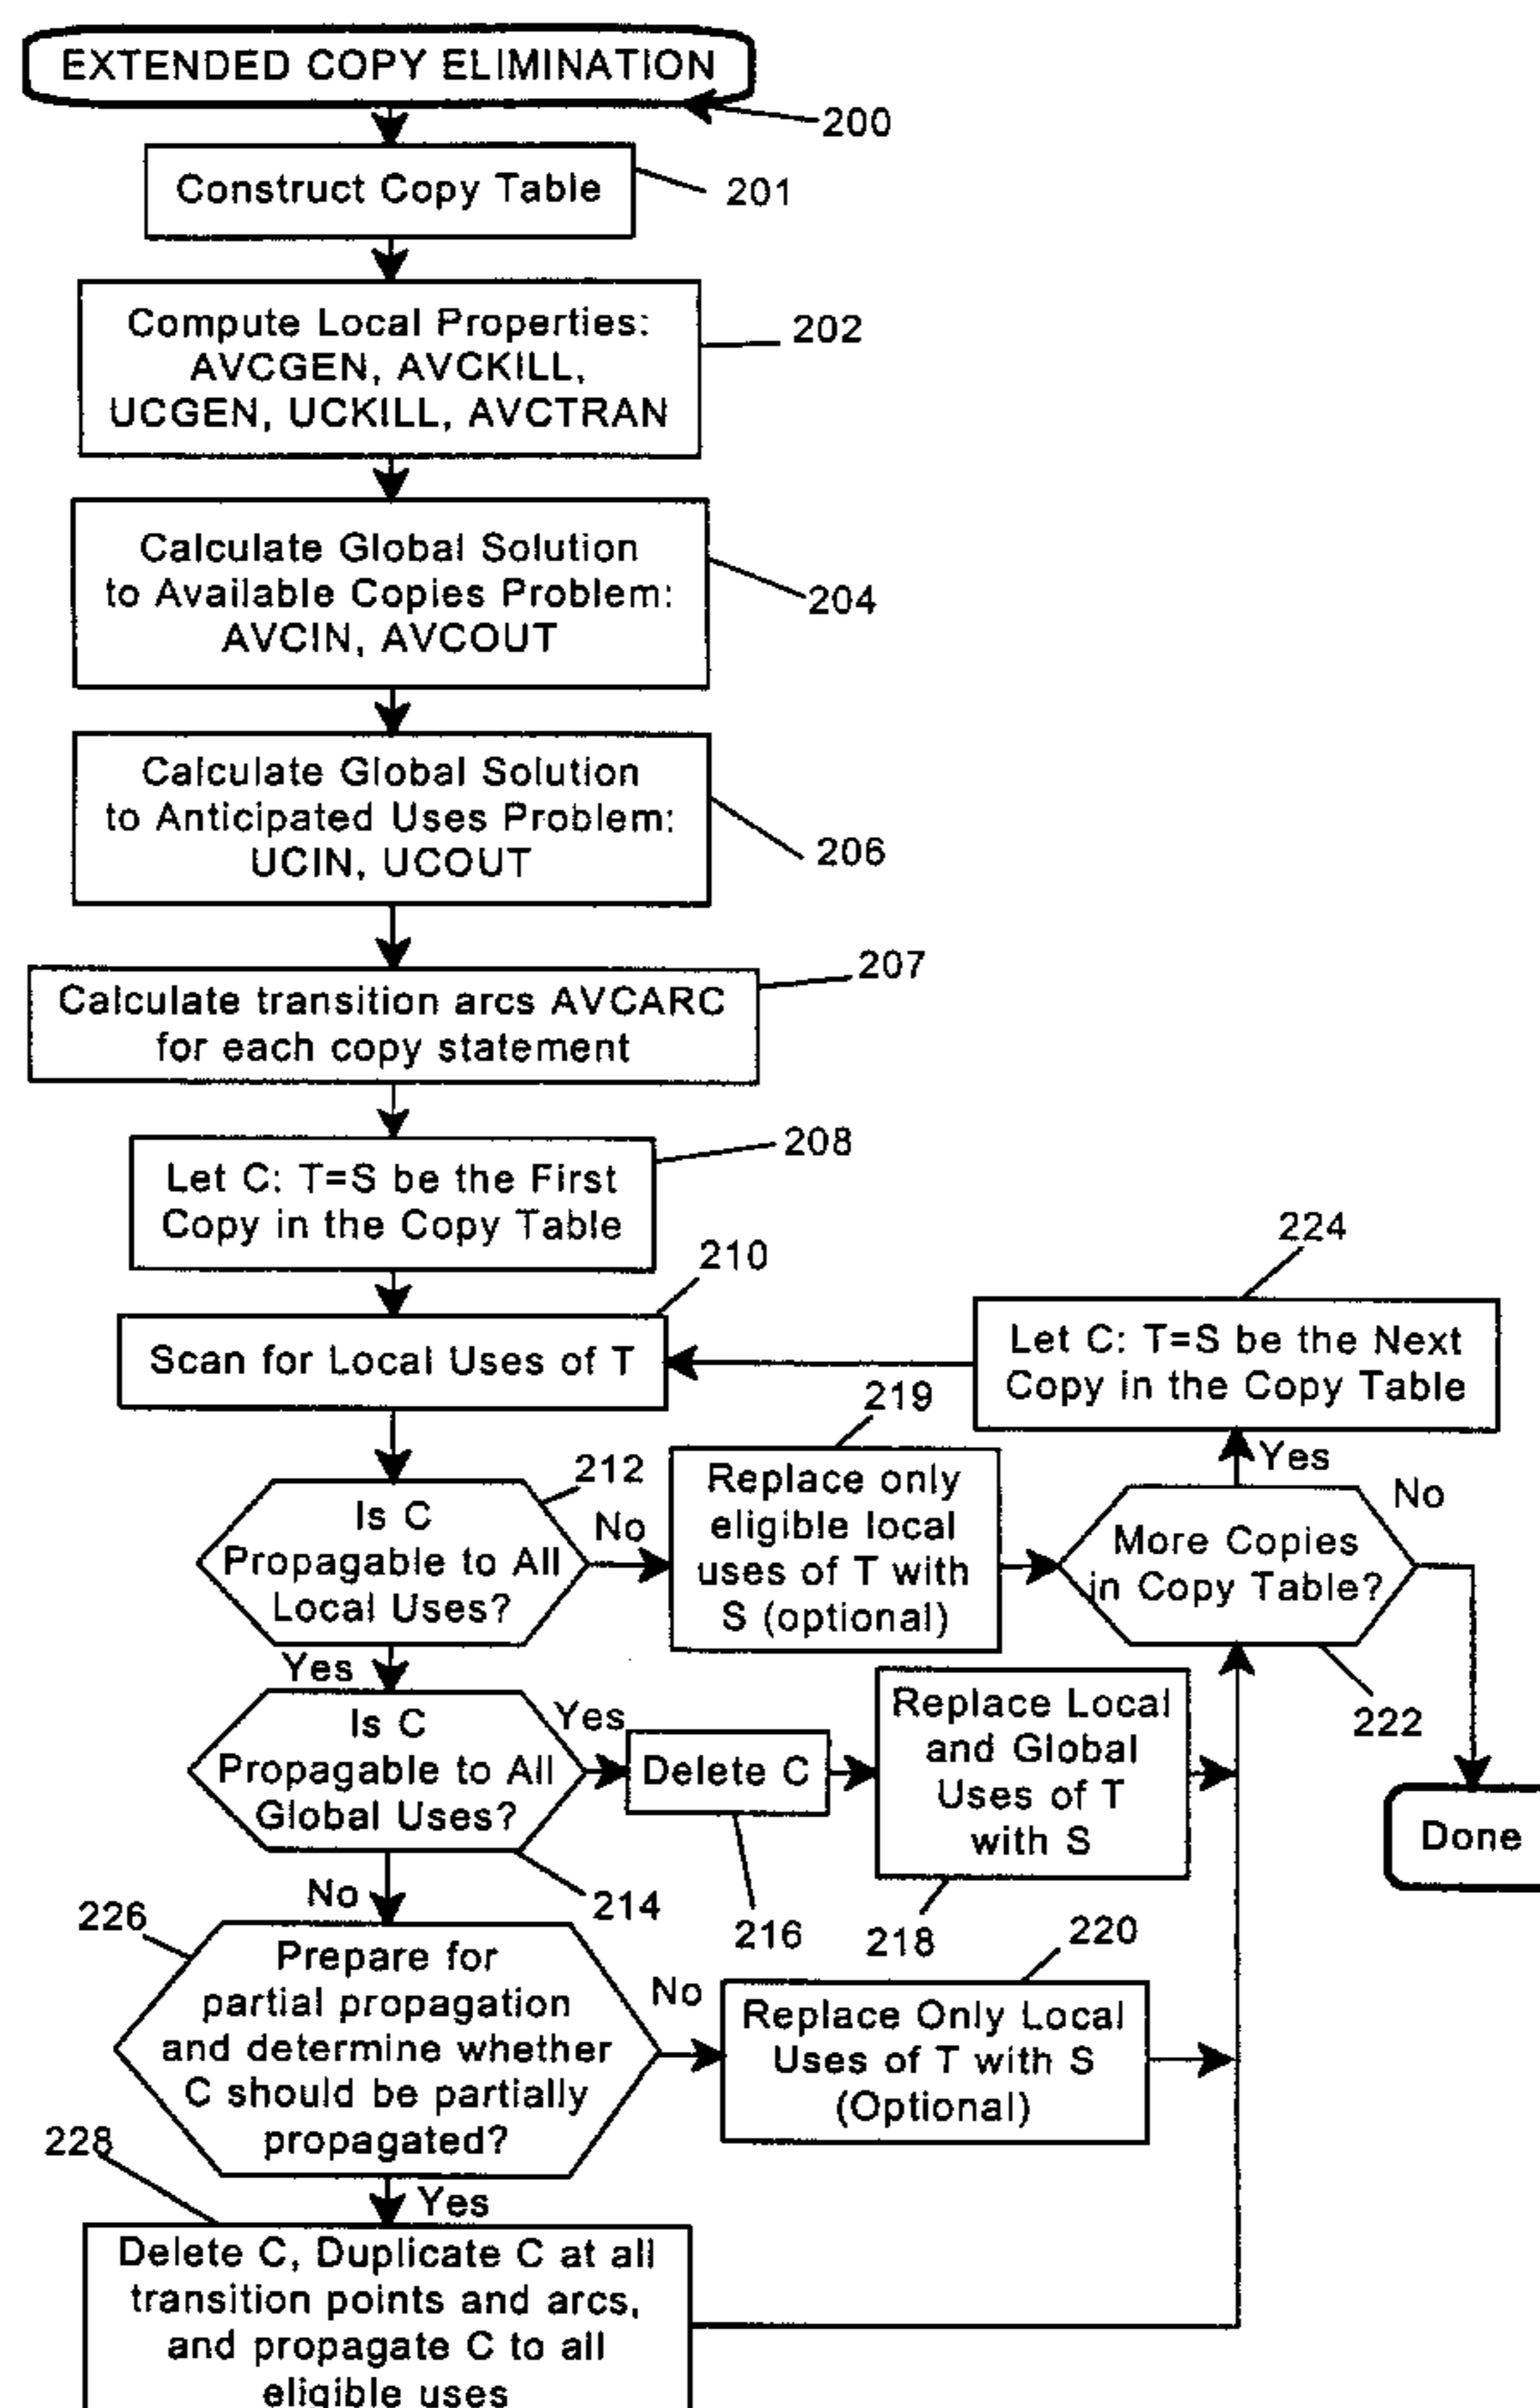 EXTENDED COPY ELIMINATION
200
Construct Copy Table
201
Compute Local Properties:
AVCGEN, AVCKILL,
UCGEN, UCKILL, AVCTRAN
202
Calculate Global Solution
to Available Copies Problem:
AVCIN, AVCOUT
204
Calculate Global Solution
to Anticipated Uses Problem:
UCIN, UCOUT
206
Calculate transition arcs AVCARC
for each copy statement
207
Let C: T=S be the First
Copy in the Copy Table
208
Scan for Local Uses of T
210
224
Let C: T=S be the Next
Copy in the Copy Table
Is C
Propagable to All
Local Uses?
212
No
219
Replace only
eligible local
uses of T with
S (optional)
More Copies
in Copy Table?
Yes
No
222
Done
Yes
Is C
Propagable to All
Global Uses?
214
Yes
Delete C
216
Replace Local
and Global
Uses of T
with S
218
No
226
Prepare for
partial propagation
and determine whether
C should be partially
propagated?
No
220
Replace Only Local
Uses of T with S
(Optional)
Yes
228
Delete C, Duplicate C at all
transition points and arcs,
and propagate C to all
eligible uses